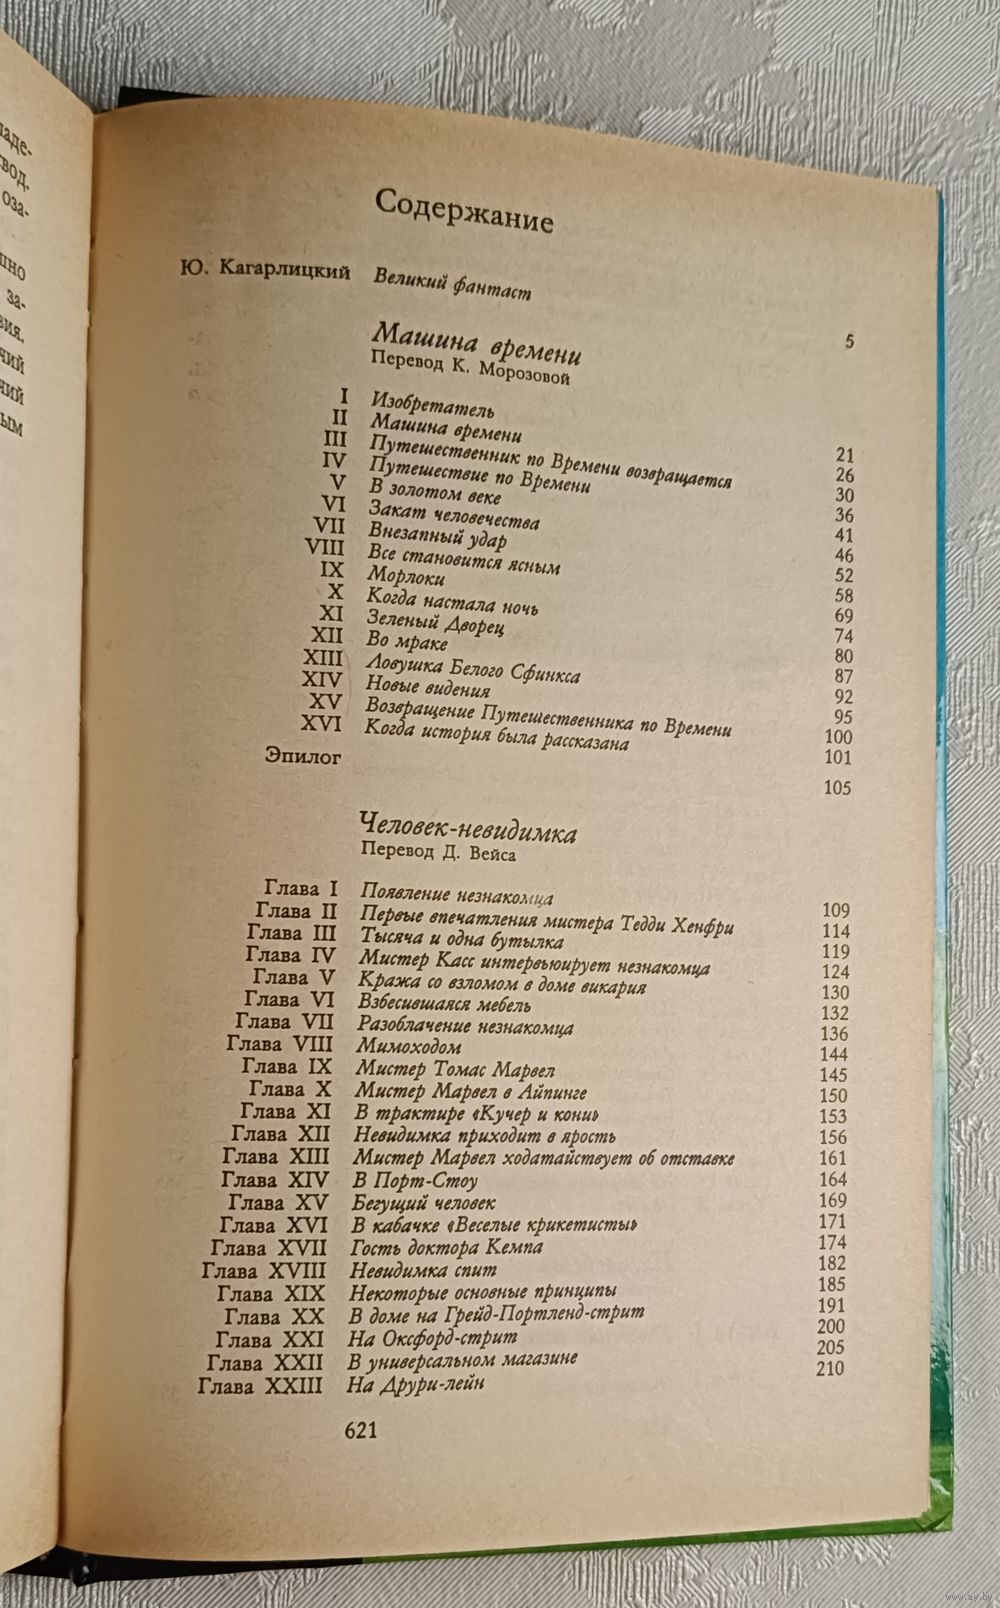 вод,
оза-
за-
ым
Содержание
Ю. Кагарлицкий Великий фантаст 5
Машина времени
Перевод К. Морозовой
I Изобретатель 21
II Машина времени 26
III Путешественник по Времени возвращается 30
IV Путешествие по Времени 36
V В золотом веке 41
VI Закат человечества 46
VII Внезапный удар 52
VIII Все становится ясным 58
IX Морлоки 69
X Когда настала ночь 74
XI Зеленый Дворец 80
XII Во мраке 87
XIII Ловушка Белого Сфинкса 92
XIV Новые видения 95
XV Возвращение Путешественника по Времени 100
XVI Когда история была рассказана 101
Эпилог 105
Человек-невидимка
Перевод Д. Вейса
Глава I Появление незнакомца 109
Глава II Первые впечатления мистера Тедди Хенфри 114
Глава III Тысяча и одна бутылка 119
Глава IV Мистер Касс интервьюирует незнакомца 124
Глава V Кража со взломом в доме викария 130
Глава VI Взбесившаяся мебель 132
Глава VII Разоблачение незнакомца 136
Глава VIII Мимоходом 144
Глава IX Мистер Томас Марвел 145
Глава X Мистер Марвел в Айпинге 150
Глава XI В трактире «Кучер и кони» 153
Глава XII Невидимка приходит в ярость 156
Глава XIII Мистер Марвел ходатайствует об отставке 161
Глава XIV В Порт-Стоу 164
Глава XV Бегущий человек 169
Глава XVI В кабачке «Веселые крикетисты» 171
Глава XVII Гость доктора Кемпа 174
Глава XVIII Невидимка спит 182
Глава XIX Некоторые основные принципы 185
Глава XX В доме на Грейд-Портленд-стрит 191
Глава XXI На Оксфорд-стрит 200
Глава XXII В универсальном магазине 205
Глава XXIII На Друри-лейн 210
621
www.ay.by